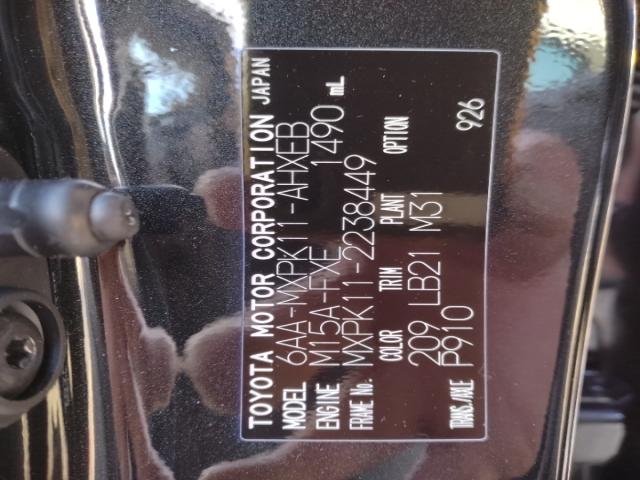 TOYOTA MOTOR CORPORATION JAPAN
MODEL 6AA-MXPK11-AHXEB
ENGINE M15A-FXE 1490 mL
FRAME No. MXPK11-2238449
COLOR TRIM PLANT OPTION
209 LB21 M31
TRANS./AXLE P910 926